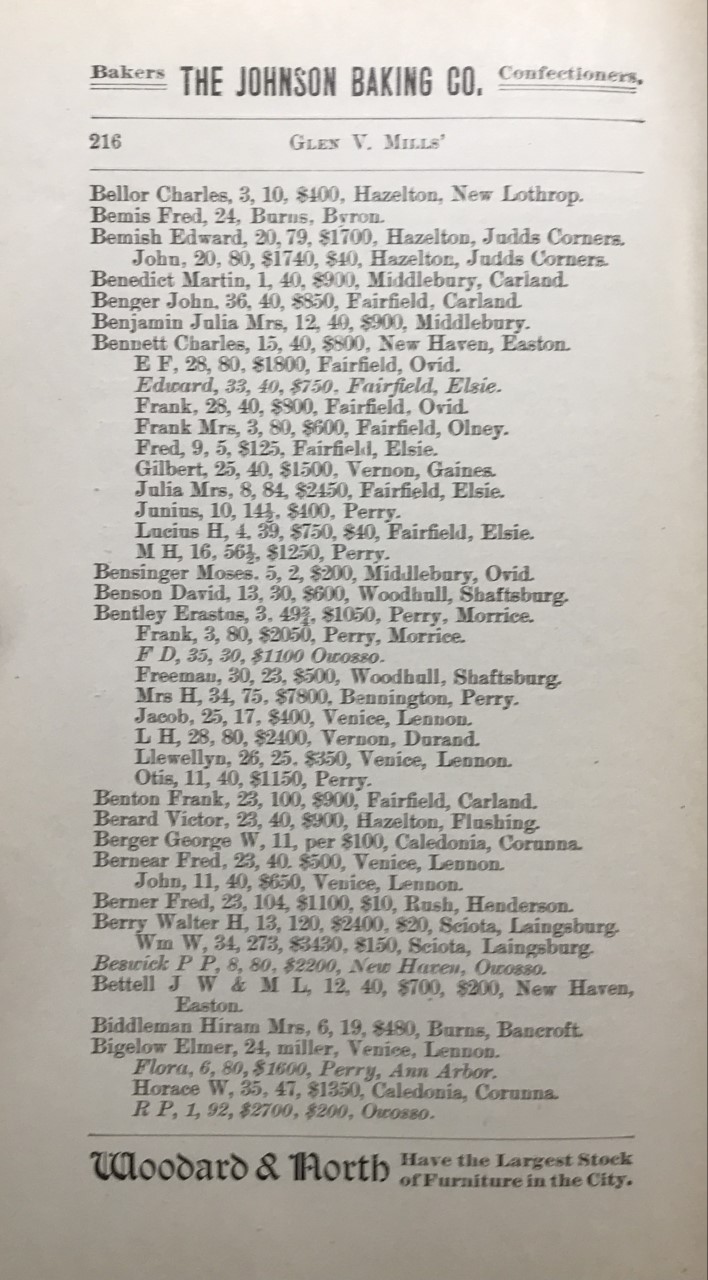 Bakers THE JOHNSON BAKING CO. Confectioners,
216 GLEN V. MILLS'
Bellor Charles, 3, 10, $400, Hazelton, New Lothrop.
Bemis Fred, 24, Burns, Byron.
Bemish Edward, 20, 79, $1700, Hazelton, Judds Corners.
John, 20, 80, $1740, $40, Hazelton, Judds Corners.
Benedict Martin, 1, 40, $900, Middlebury, Carland.
Benger John, 36, 40, $850, Fairfield, Carland.
Benjamin Julia Mrs, 12, 40, $900, Middlebury.
Bennett Charles, 15, 40, $800, New Haven, Easton.
E F, 28, 80, $1800, Fairfield, Ovid.
Edward, 33, 40, $750, Fairfield, Elsie.
Frank, 28, 40, $800, Fairfield, Ovid.
Frank Mrs, 3, 80, $600, Fairfield, Olney.
Fred, 9, 5, $125, Fairfield, Elsie.
Gilbert, 25, 40, $1500, Vernon, Gaines.
Julia Mrs, 8, 84, $2450, Fairfield, Elsie.
Junius, 10, 14½, $400, Perry.
Lucius H, 4, 39, $750, $40, Fairfield, Elsie.
M H, 16, 56½, $1250, Perry.
Bensinger Moses. 5, 2, $200, Middlebury, Ovid.
Benson David, 13, 30, $600, Woodhull, Shaftsburg.
Bentley Erastus, 3, 49¾, $1050, Perry, Morrice.
Frank, 3, 80, $2050, Perry, Morrice.
F D, 35, 30, $1100 Owosso.
Freeman, 30, 23, $500, Woodhull, Shaftsburg.
Mrs H, 34, 75, $7800, Bennington, Perry.
Jacob, 25, 17, $400, Venice, Lennon.
L H, 28, 80, $2400, Vernon, Durand.
Llewellyn, 26, 25. $350, Venice, Lennon.
Otis, 11, 40, $1150, Perry.
Benton Frank, 23, 100, $900, Fairfield, Carland.
Berard Victor, 23, 40, $900, Hazelton, Flushing.
Berger George W, 11, per $100, Caledonia, Corunna.
Bernear Fred, 23, 40. $500, Venice, Lennon.
John, 11, 40, $650, Venice, Lennon.
Berner Fred, 23, 104, $1100, $10, Rush, Henderson.
Berry Walter H, 13, 120, $2400, $20, Sciota, Laingsburg.
Wm W, 34, 273, $3430, $150, Sciota, Laingsburg.
Beswick P P, 8, 80, $2200, New Haven, Owosso.
Bettell J W & M L, 12, 40, $700, $200, New Haven,
Easton.
Biddleman Hiram Mrs, 6, 19, $480, Burns, Bancroft.
Bigelow Elmer, 24, miller, Venice, Lennon.
Flora, 6, 80, $1600, Perry, Ann Arbor.
Horace W, 35, 47, $1350, Caledonia, Corunna.
R P, 1, 92, $2700, $200, Owosso.
Woodard & North Have the Largest Stock
of Furniture in the City.